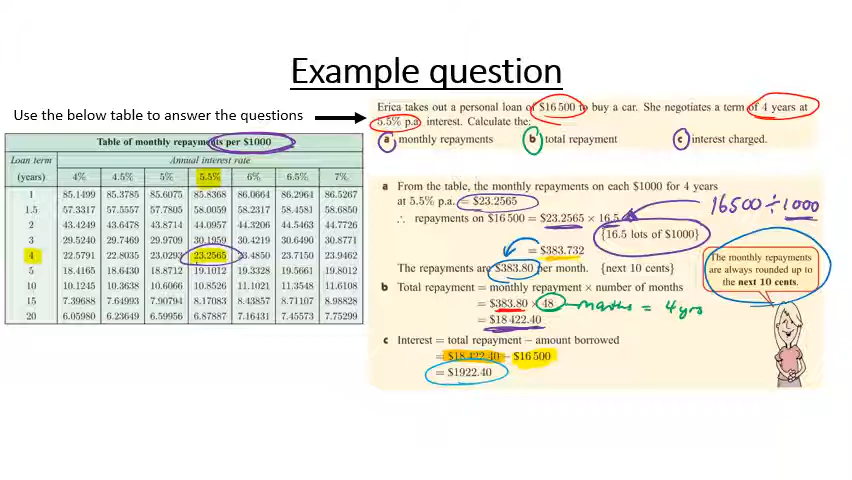 Example question
Use the below table to answer the questions
Erica takes out a personal loan of $16 500 to buy a car. She negotiates a term of 4 years at
5.5% p.a. interest. Calculate the:
a monthly repayments b total repayment c interest charged.
Table of monthly repayments per $1000
Loan term Annual interest rate
(years) 4% 4.5% 5% 5.5% 6% 6.5% 7%
1 85.1499 85.3785 85.6075 85.8368 86.0664 86.2964 86.5267
1.5 57.3317 57.5557 57.7805 58.0059 58.2317 58.4581 58.6850
2 43.4249 43.6478 43.8714 44.0957 44.3206 44.5463 44.7726
3 29.5240 29.7469 29.9709 30.1959 30.4219 30.6490 30.8771
4 22.5791 22.8035 23.0293 23.2565 23.4850 23.7150 23.9462
5 18.4165 18.6430 18.8712 19.1012 19.3328 19.5661 19.8012
10 10.1245 10.3638 10.6066 10.8526 11.1021 11.3548 11.6108
15 7.39688 7.64993 7.90794 8.17083 8.43857 8.71107 8.98828
20 6.05980 6.23649 6.59956 6.87887 7.16431 7.45573 7.75299
a From the table, the monthly repayments on each $1000 for 4 years
at 5.5% p.a. = $23.2565
∴ repayments on $16 500 = $23.2565 × 16.5
16500 ÷ 1000
{16.5 lots of $1000}
= $383.732
The repayments are $383.80 per month. {next 10 cents}
The monthly repayments
are always rounded up to
the next 10 cents.
b Total repayment = monthly repayment × number of months
= $383.80 × 48
months = 4 yrs
= $18 422.40
c Interest = total repayment − amount borrowed
= $18 422.40 − $16 500
= $1922.40